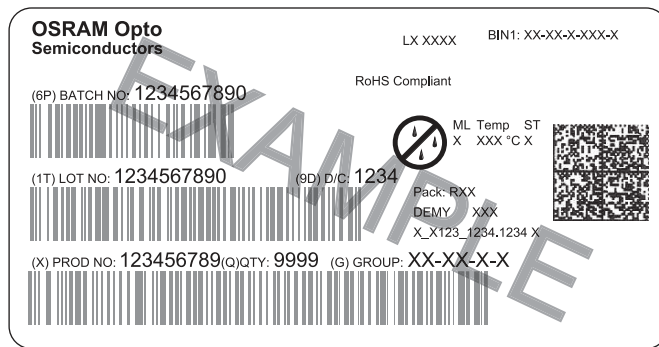 OSRAM Opto
Semiconductors
LX XXXX
BIN1: XX-XX-X-XXX-X
RoHS Compliant
(6P) BATCH NO: 1234567890
ML Temp ST
X XXX °C X
(1T) LOT NO: 1234567890
(9D) D/C: 1234
Pack: RXX
DEMY XXX
X_X123_1234.1234 X
(X) PROD NO: 123456789(Q)QTY: 9999 (G) GROUP: XX-XX-X-X
EXAMPLE